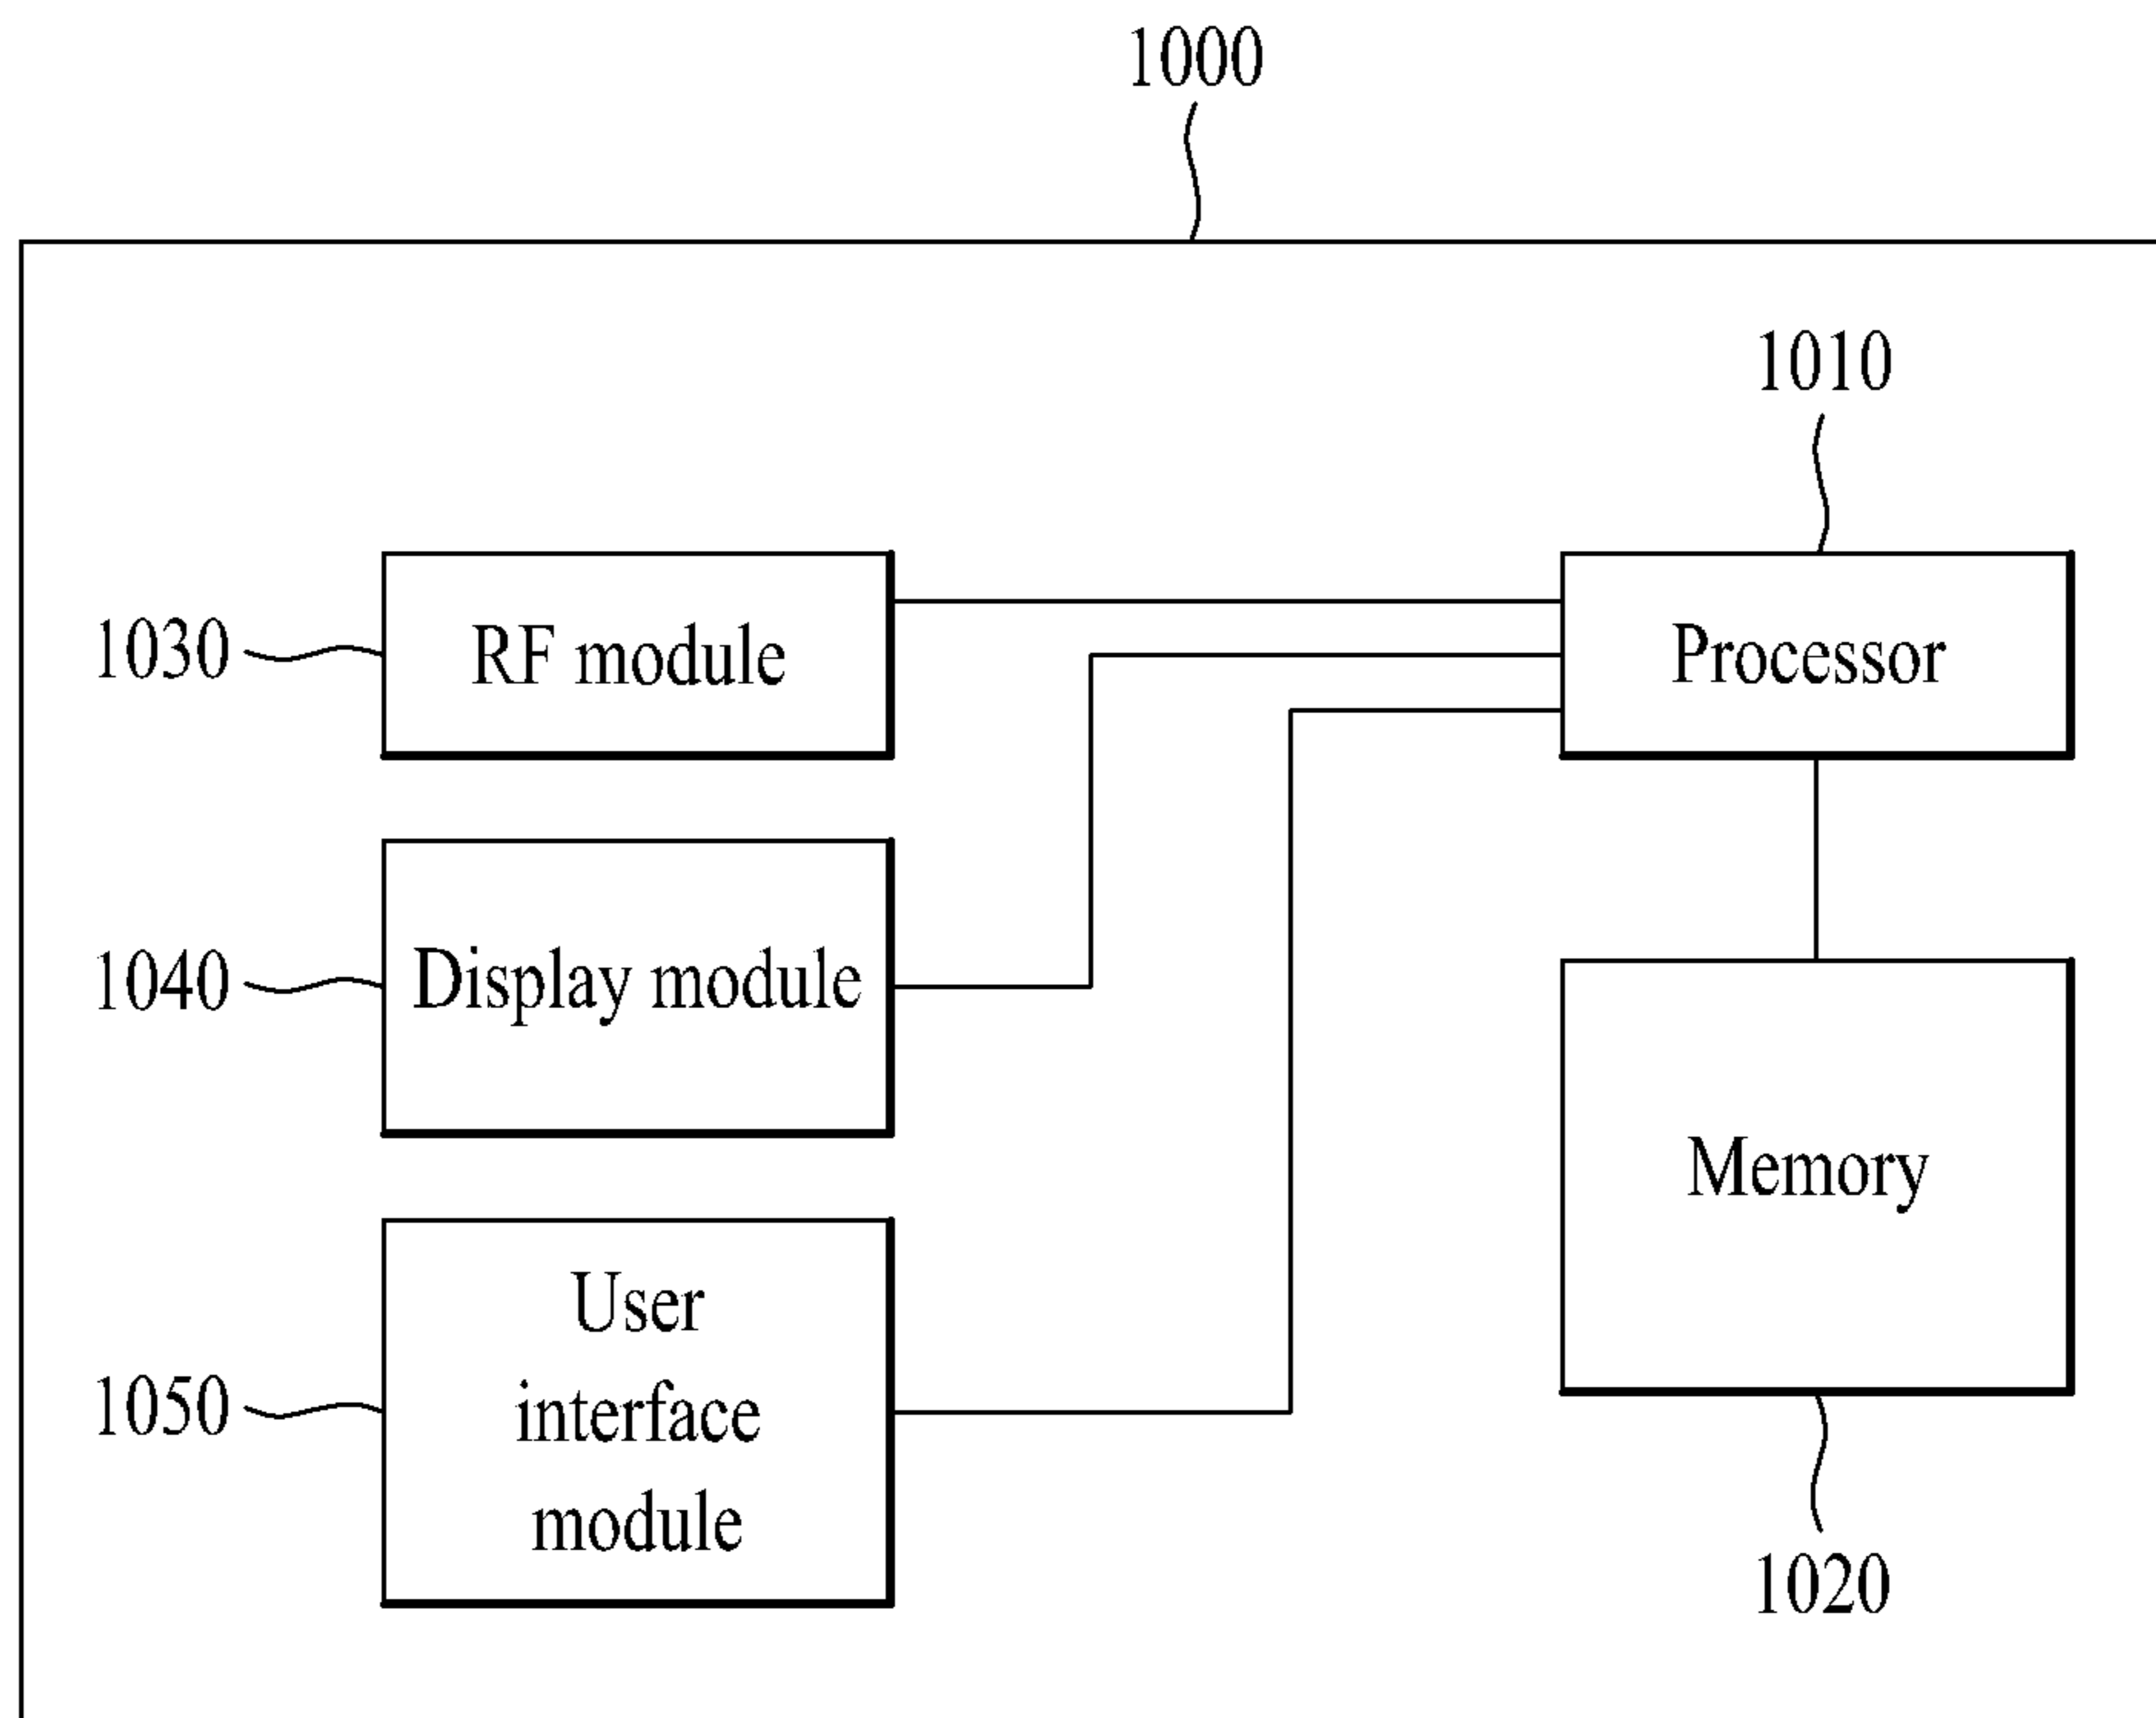 1000
1010
1030
RF module
Processor
1040
Display module
Memory
1050
User
interface
module
1020